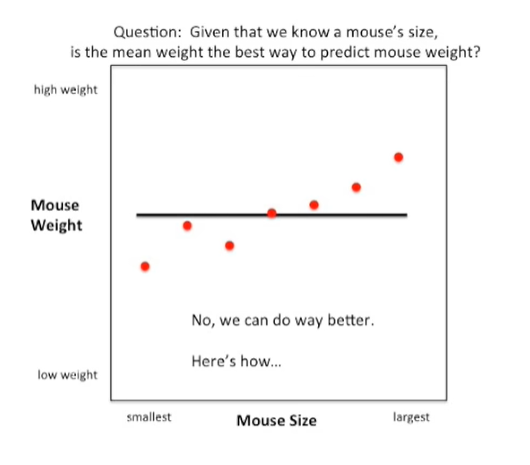 Question:  Given that we know a mouse's size,
is the mean weight the best way to predict mouse weight?
high weight
Mouse
Weight
No, we can do way better.
Here's how...
low weight
smallest
Mouse Size
largest